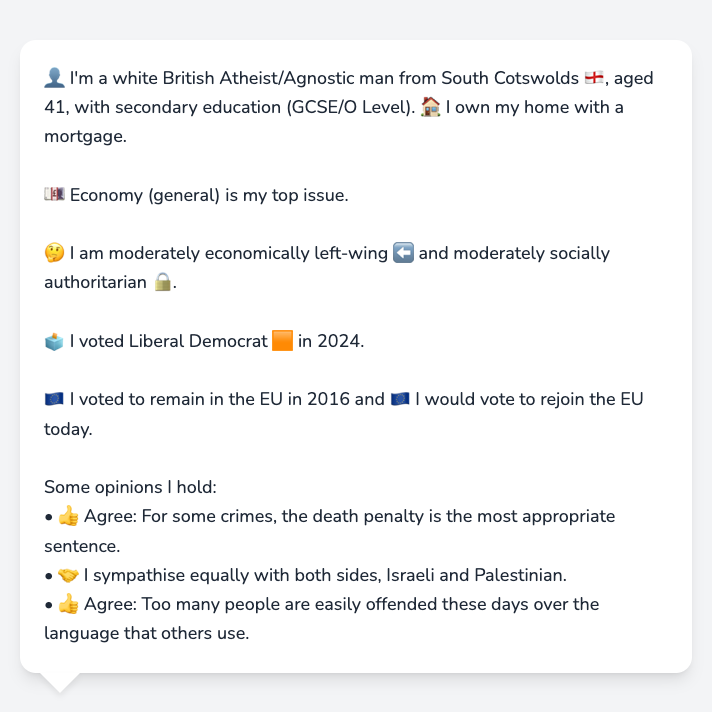 👤 I'm a white British Atheist/Agnostic man from South Cotswolds 🏴󠁧󠁢󠁥󠁮󠁧󠁿, aged
41, with secondary education (GCSE/O Level). 🏠 I own my home with a
mortgage.
💷 Economy (general) is my top issue.
🤔 I am moderately economically left-wing ⬅️ and moderately socially
authoritarian 🔒.
🗳️ I voted Liberal Democrat 🟧 in 2024.
🇪🇺 I voted to remain in the EU in 2016 and 🇪🇺 I would vote to rejoin the EU
today.
Some opinions I hold:
• 👍 Agree: For some crimes, the death penalty is the most appropriate
sentence.
• 🤝 I sympathise equally with both sides, Israeli and Palestinian.
• 👍 Agree: Too many people are easily offended these days over the
language that others use.